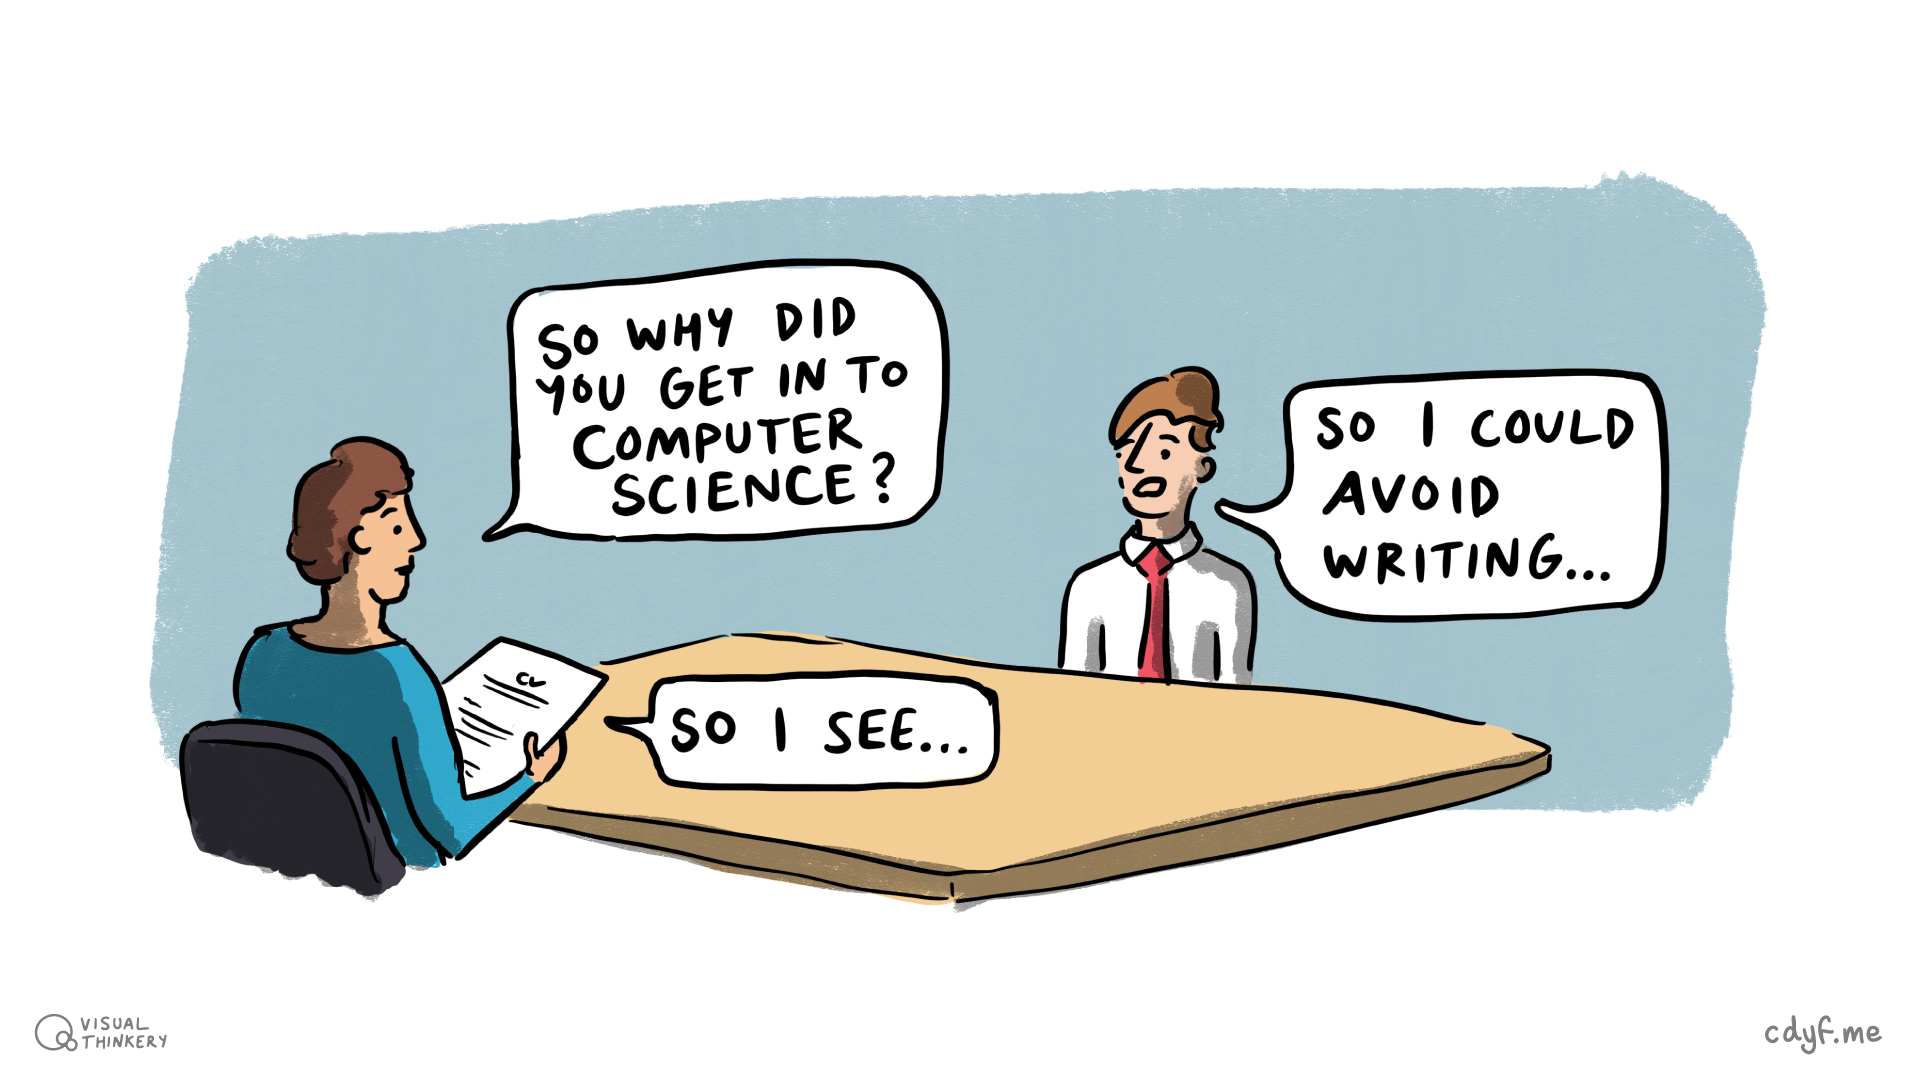 SO WHY DID
YOU GET IN TO
COMPUTER
SCIENCE?
SO I COULD
AVOID
WRITING...
CV
SO I SEE...
VISUAL
THINKERY
cdyf.me